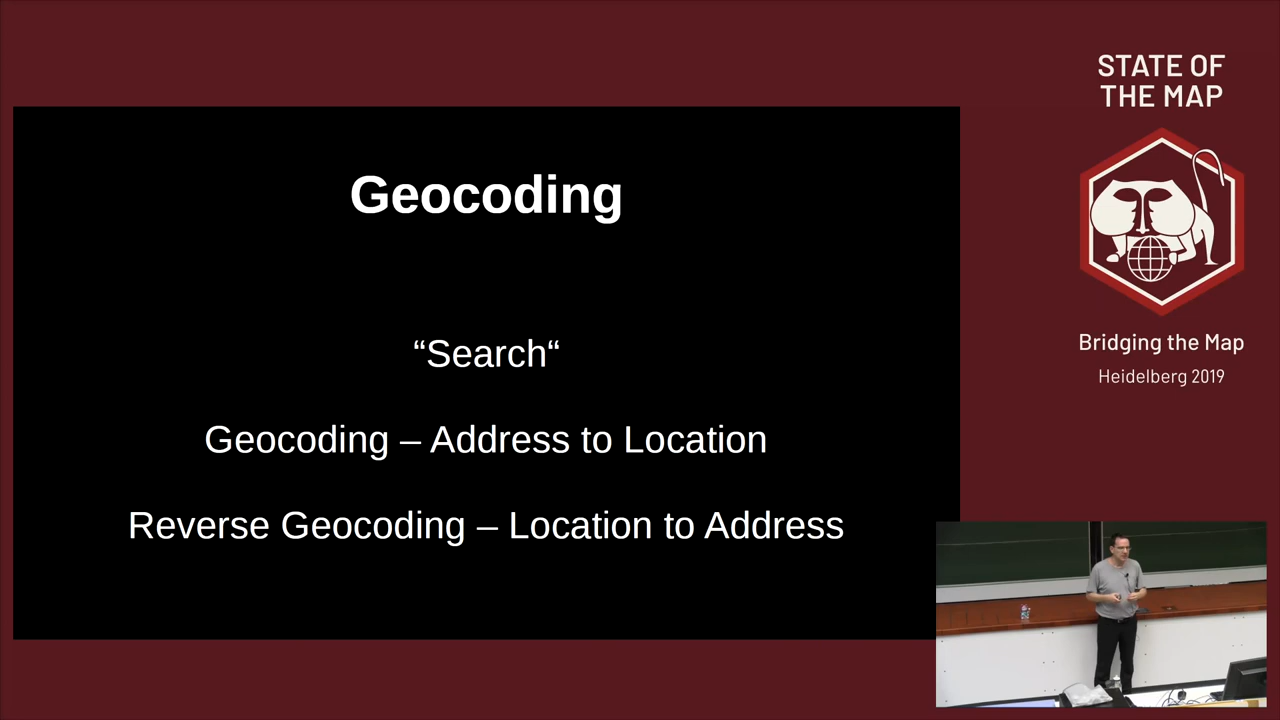 STATE OF
THE MAP
Geocoding
“Search“
Geocoding – Address to Location
Reverse Geocoding – Location to Address
Bridging the Map
Heidelberg 2019